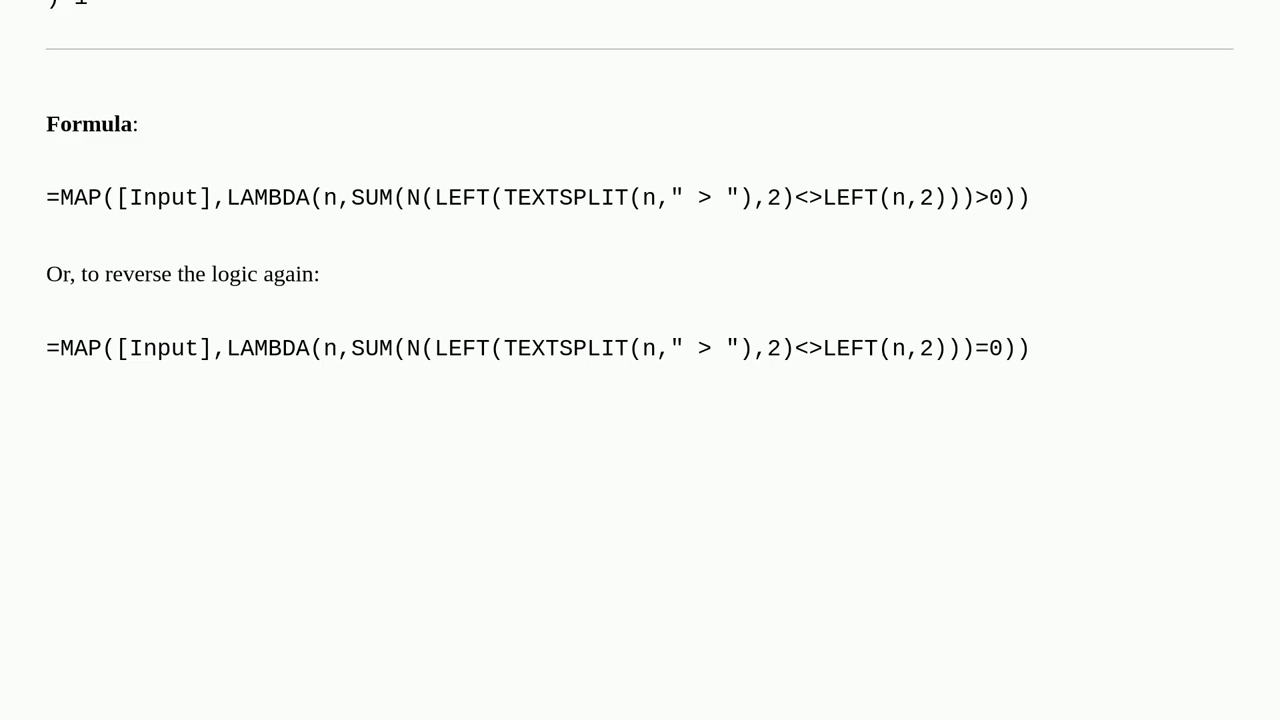 Formula:
=MAP([Input],LAMBDA(n,SUM(N(LEFT(TEXTSPLIT(n," > "),2)<>LEFT(n,2)))>0))
Or, to reverse the logic again:
=MAP([Input],LAMBDA(n,SUM(N(LEFT(TEXTSPLIT(n," > "),2)<>LEFT(n,2)))=0))